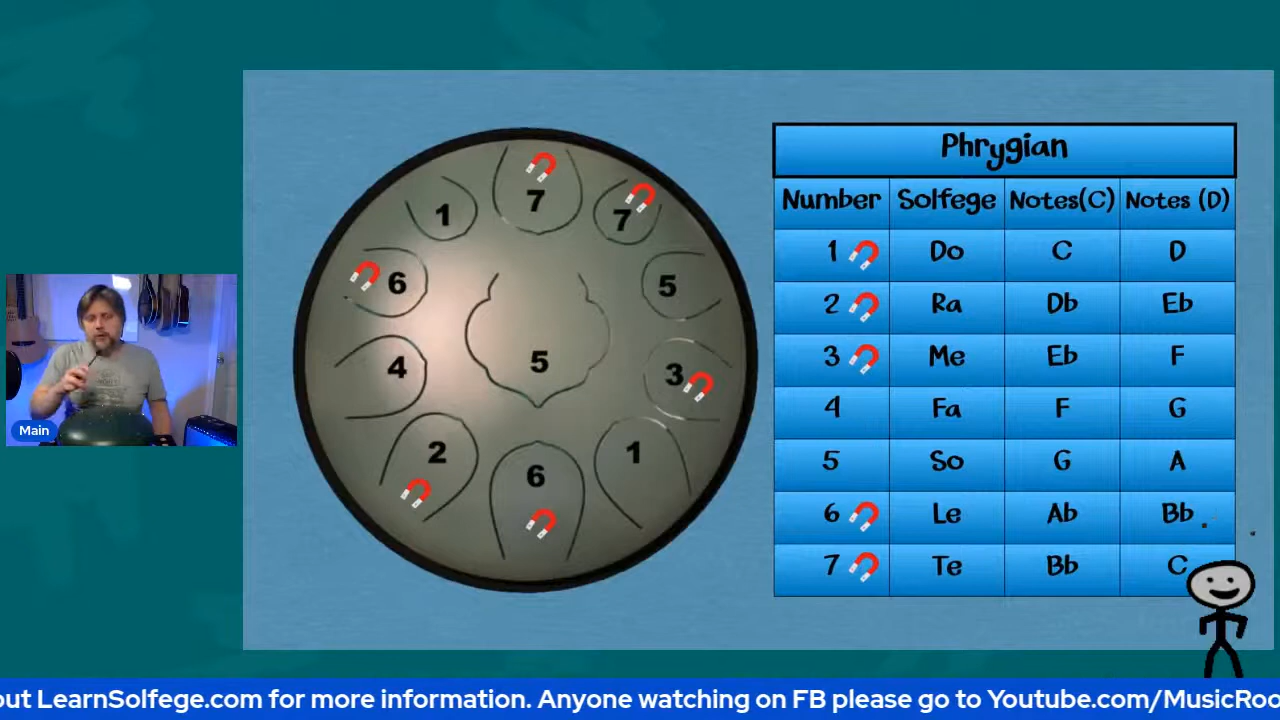 7
1
7
6
5
5
4
3
2
6
1
Phrygian
Number Solfege Notes(C) Notes (D)
1 Do C D
2 Ra Db Eb
3 Me Eb F
4 Fa F G
5 So G A
6 Le Ab Bb
7 Te Bb C
Main
out LearnSolfege.com for more information. Anyone watching on FB please go to Youtube.com/MusicRoo